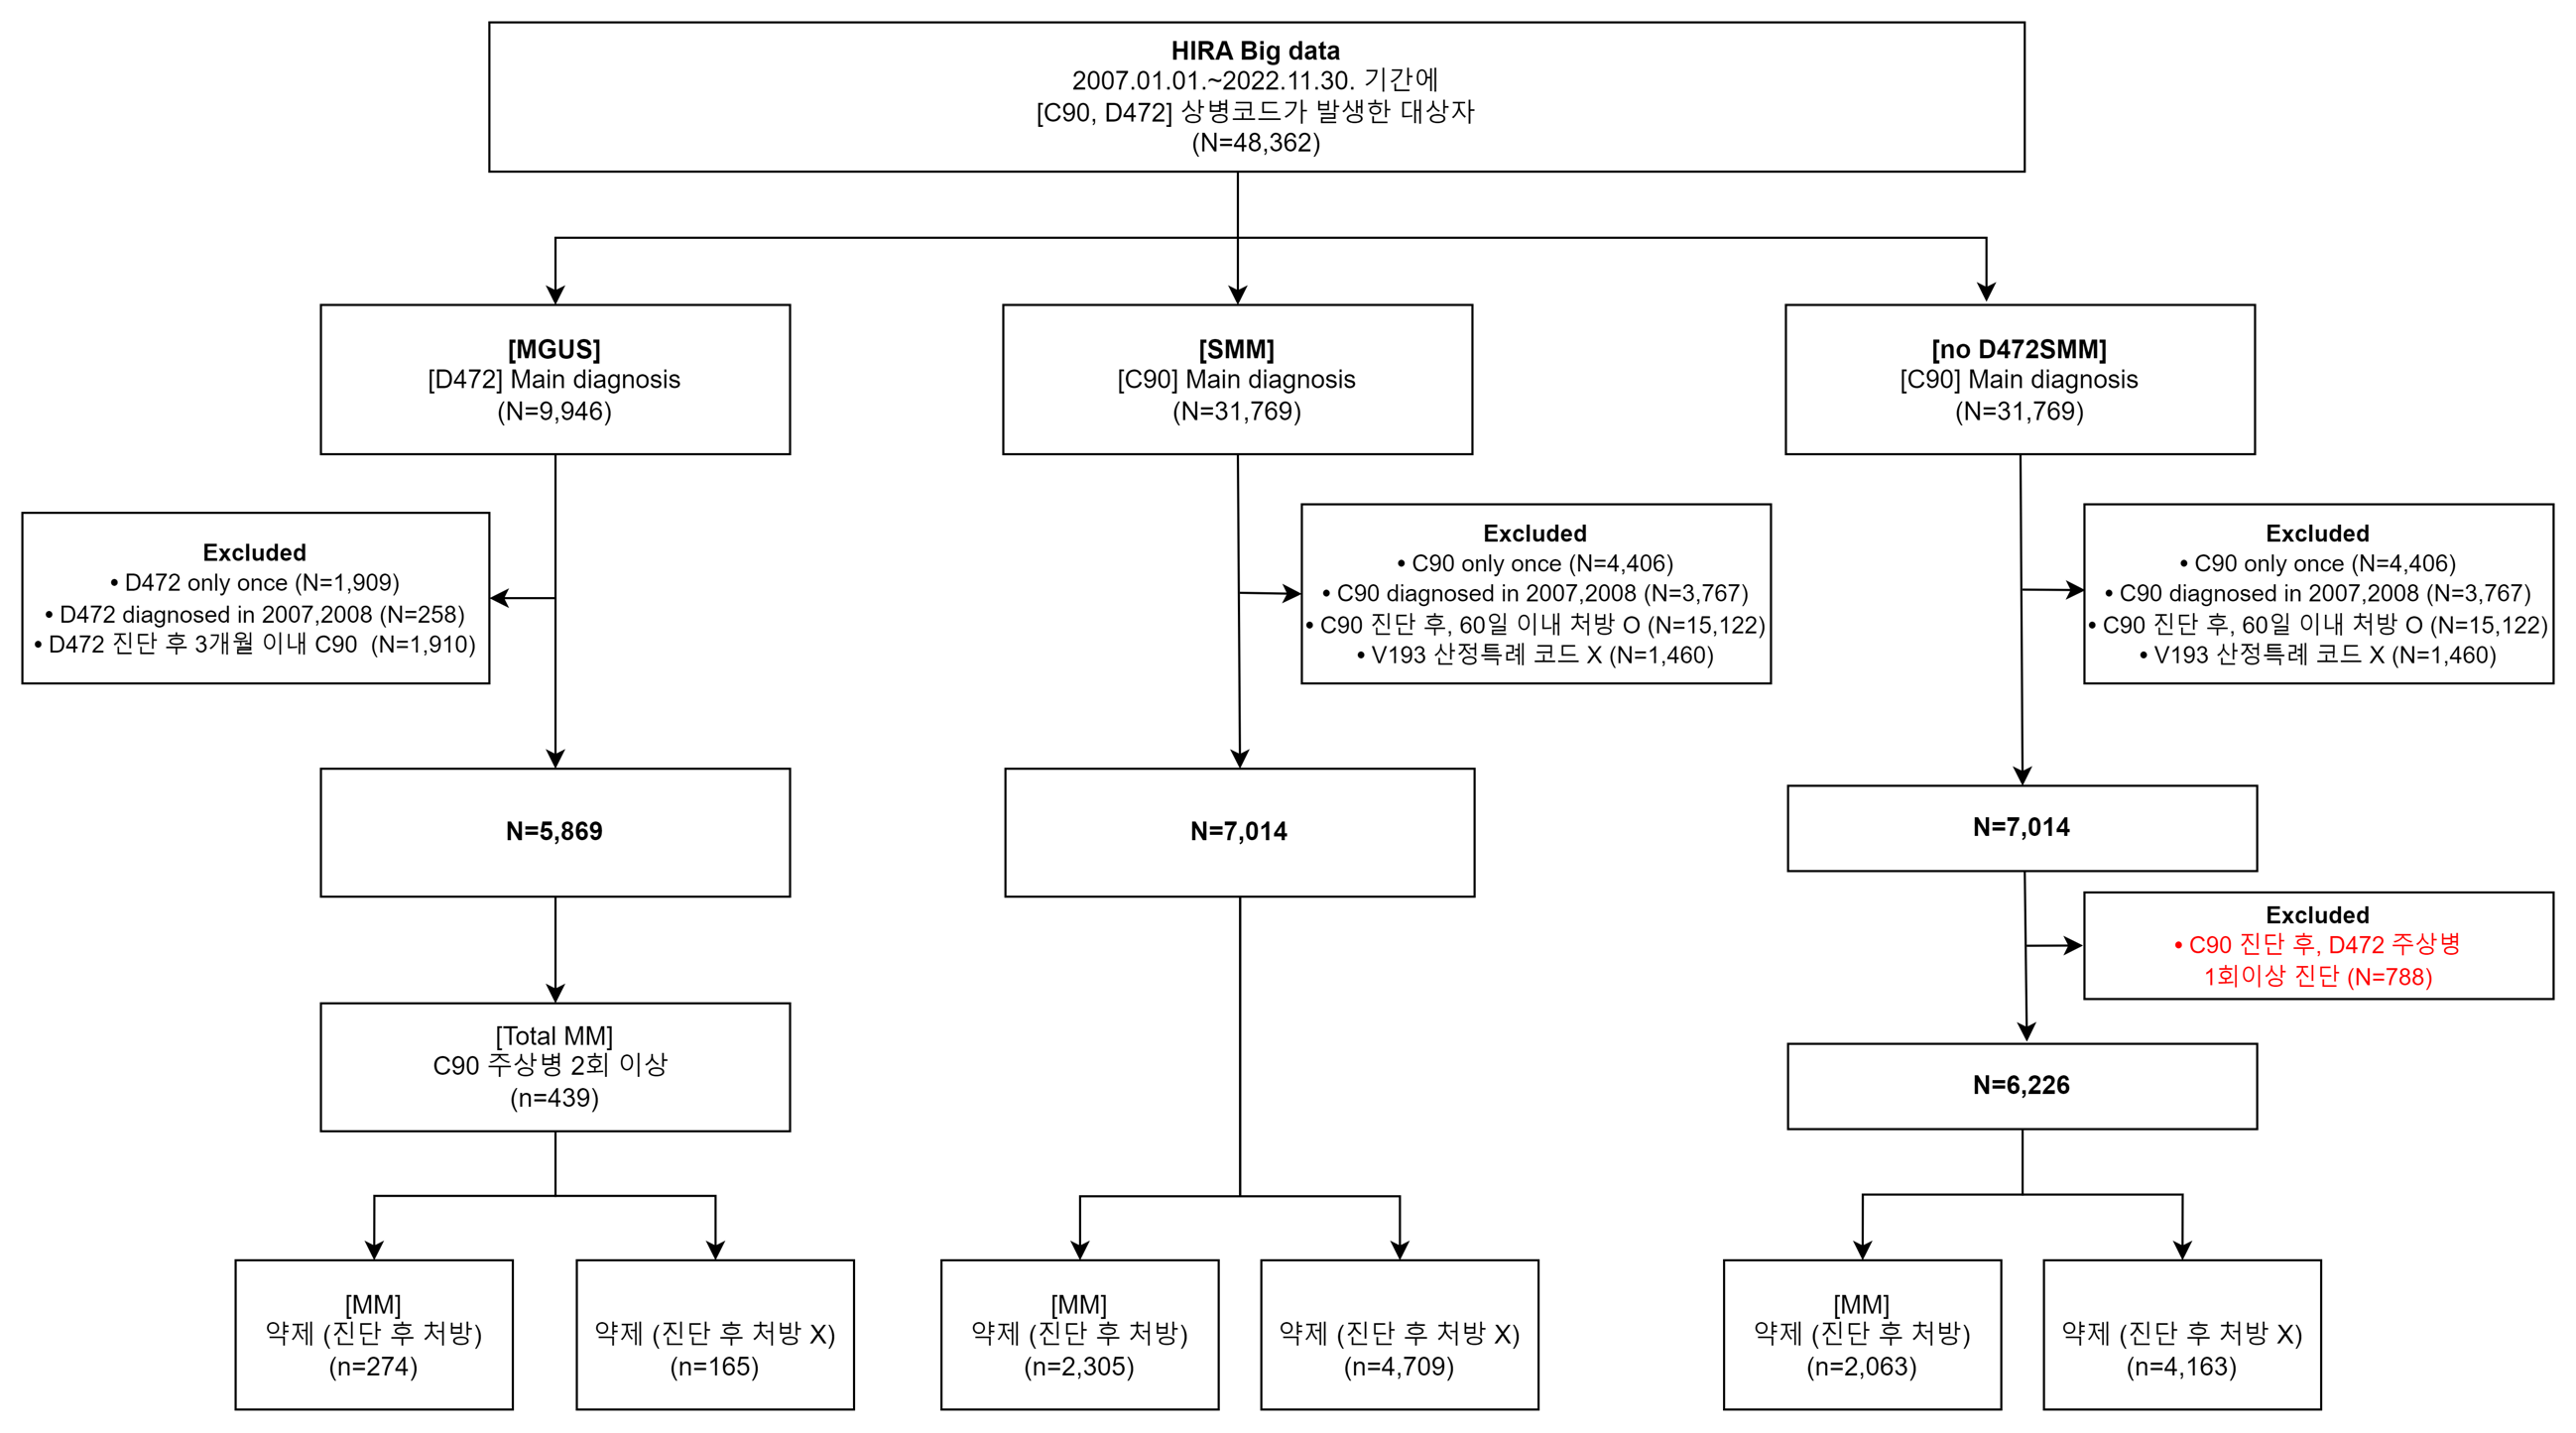 HIRA Big data
2007.01.01.~2022.11.30. 기간에
[C90, D472] 상병코드가 발생한 대상자
(N=48,362)
[MGUS]
[D472] Main diagnosis
(N=9,946)
[SMM]
[C90] Main diagnosis
(N=31,769)
[no D472SMM]
[C90] Main diagnosis
(N=31,769)
Excluded
• D472 only once (N=1,909)
• D472 diagnosed in 2007,2008 (N=258)
• D472 진단 후 3개월 이내 C90 (N=1,910)
Excluded
• C90 only once (N=4,406)
• C90 diagnosed in 2007,2008 (N=3,767)
• C90 진단 후, 60일 이내 처방 O (N=15,122)
• V193 산정특례 코드 X (N=1,460)
Excluded
• C90 only once (N=4,406)
• C90 diagnosed in 2007,2008 (N=3,767)
• C90 진단 후, 60일 이내 처방 O (N=15,122)
• V193 산정특례 코드 X (N=1,460)
N=5,869
N=7,014
N=7,014
Excluded
• C90 진단 후, D472 주상병
1회이상 진단 (N=788)
[Total MM]
C90 주상병 2회 이상
(n=439)
N=6,226
[MM]
약제 (진단 후 처방)
(n=274)
약제 (진단 후 처방 X)
(n=165)
[MM]
약제 (진단 후 처방)
(n=2,305)
약제 (진단 후 처방 X)
(n=4,709)
[MM]
약제 (진단 후 처방)
(n=2,063)
약제 (진단 후 처방 X)
(n=4,163)